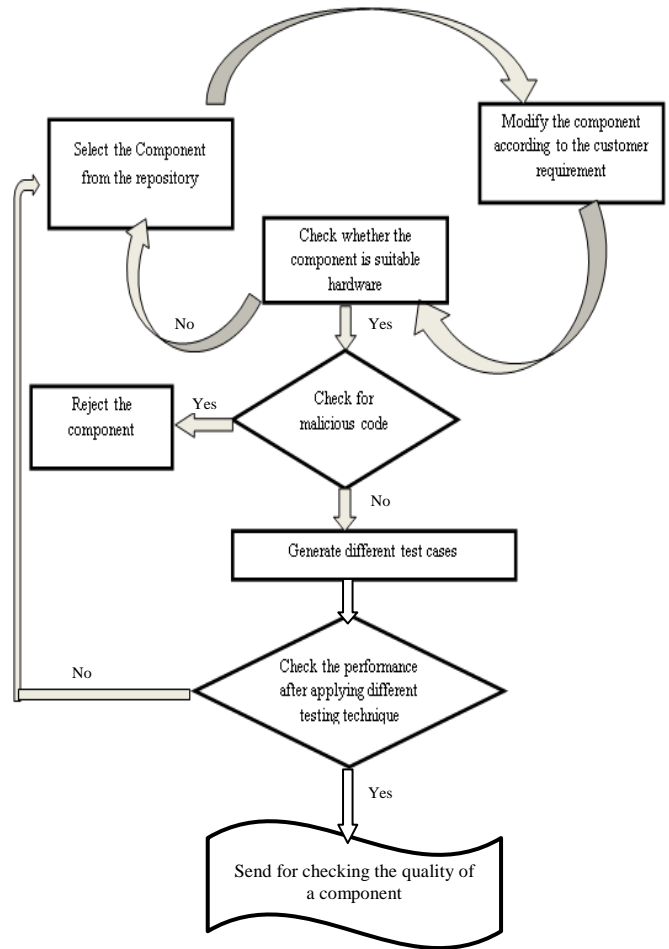 Select the Component
from the repository
Modify the component
according to the customer
requirement
Check whether the
component is suitable
hardware
No
Yes
Check for
malicious code
Yes
Reject the
component
No
Generate different test cases
Check the performance
after applying different
testing technique
No
Yes
Send for checking the quality of
a component